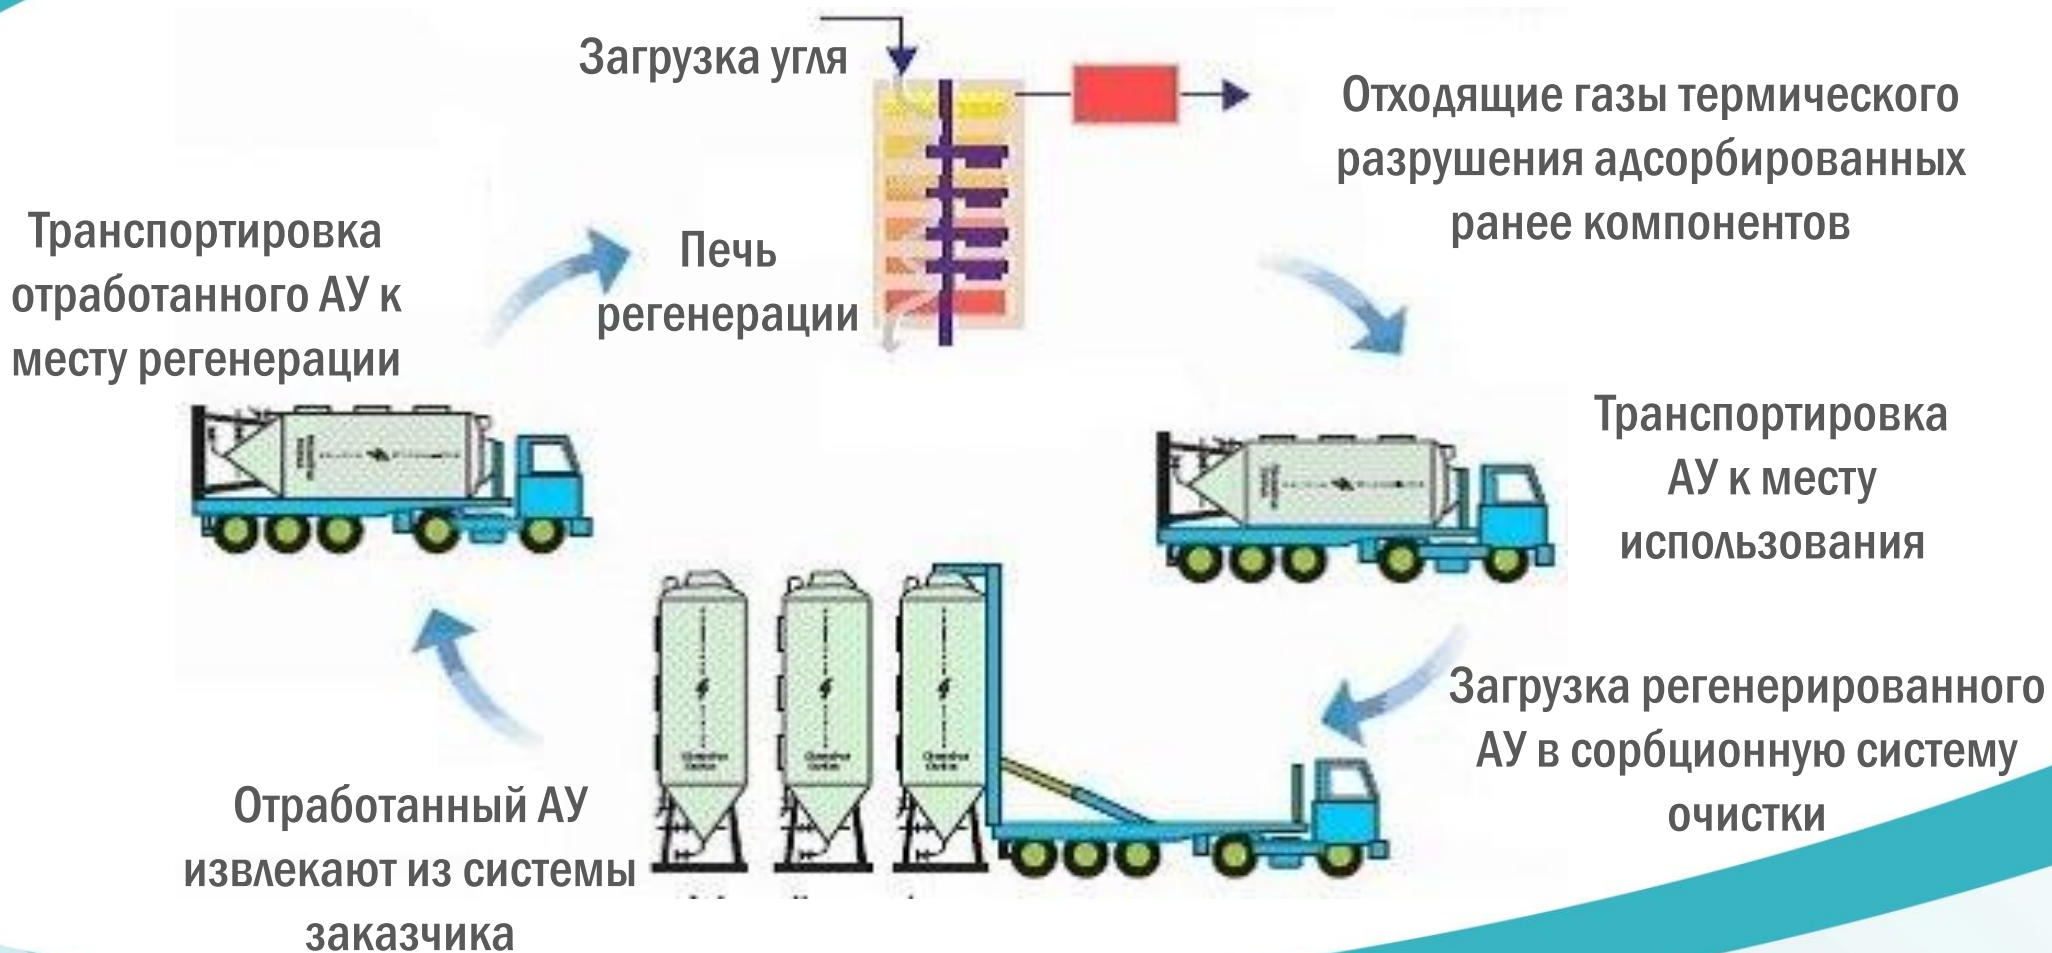 Загрузка угля
Отходящие газы термического
разрушения адсорбированных
ранее компонентов
Транспортировка
отработанного АУ к
месту регенерации
Печь
регенерации
Транспортировка
АУ к месту
использования
Загрузка регенерированного
АУ в сорбционную систему
очистки
Отработанный АУ
извлекают из системы
заказчика